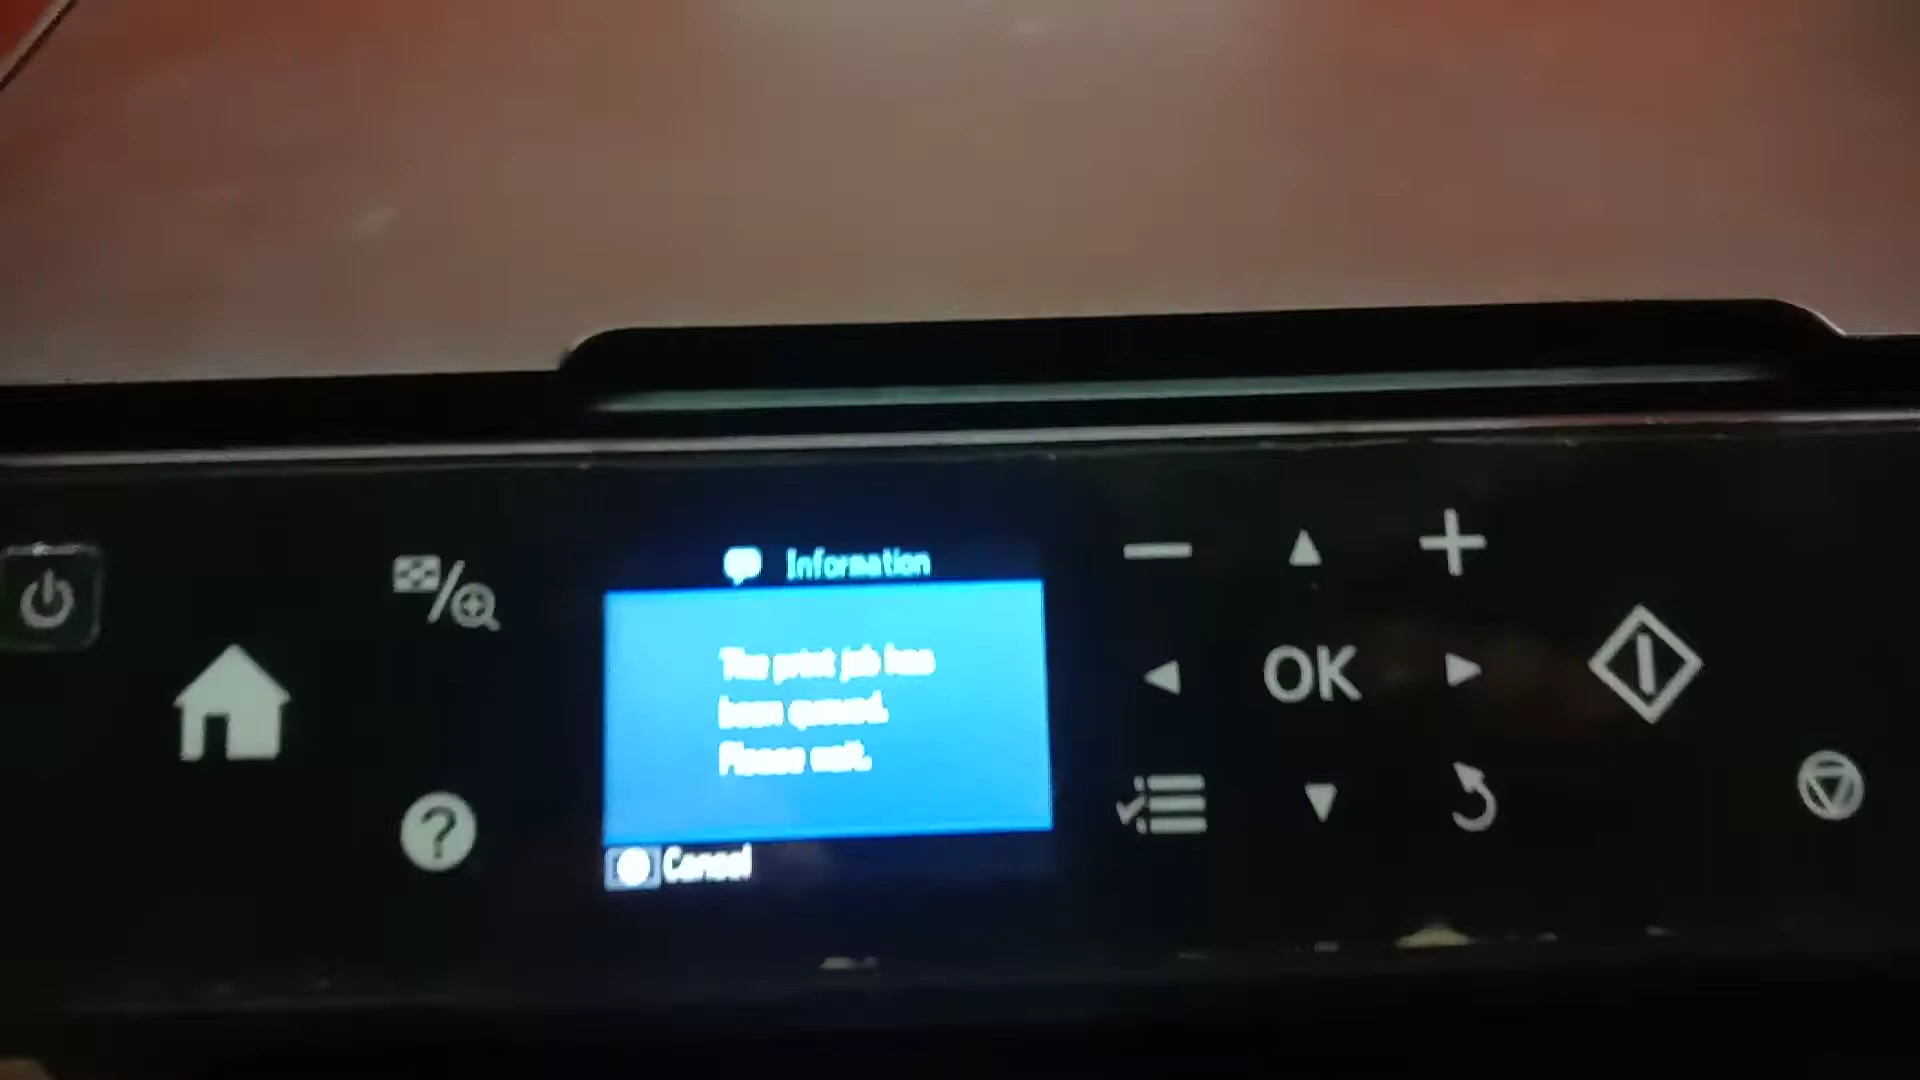 Information
The print job has
been queued.
Please wait.
Cancel
OK
?